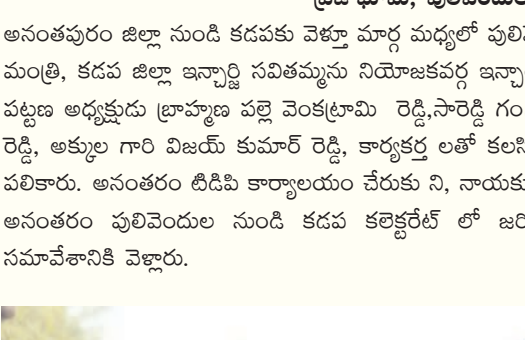 పులివెందుల
అనంతపురం జిల్లా నుండి కడపకు వెళ్తూ మార్గ మధ్యలో పులివె
మంత్రి, కడప జిల్లా ఇన్చార్జి సవితమ్మను నియోజకవర్గ ఇన్చా
పట్టణ అధ్యక్షుడు బ్రాహ్మణ పల్లె వెంకట్రామి రెడ్డి,సారెడ్డి గం
రెడ్డి, అక్కుల గారి విజయ్ కుమార్ రెడ్డి, కార్యకర్త లతో కలసి
పలికారు. అనంతరం టిడిపి కార్యాలయం చేరుకు ని, నాయకు
అనంతరం పులివెందుల నుండి కడప కలెక్టరేట్ లో జరి
సమావేశానికి వెళ్లారు.